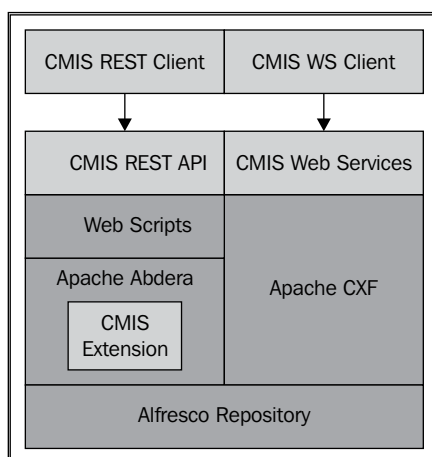 CMIS REST Client
CMIS WS Client
CMIS REST API
CMIS Web Services
Web Scripts
Apache Abdera
CMIS
Extension
Apache CXF
Alfresco Repository